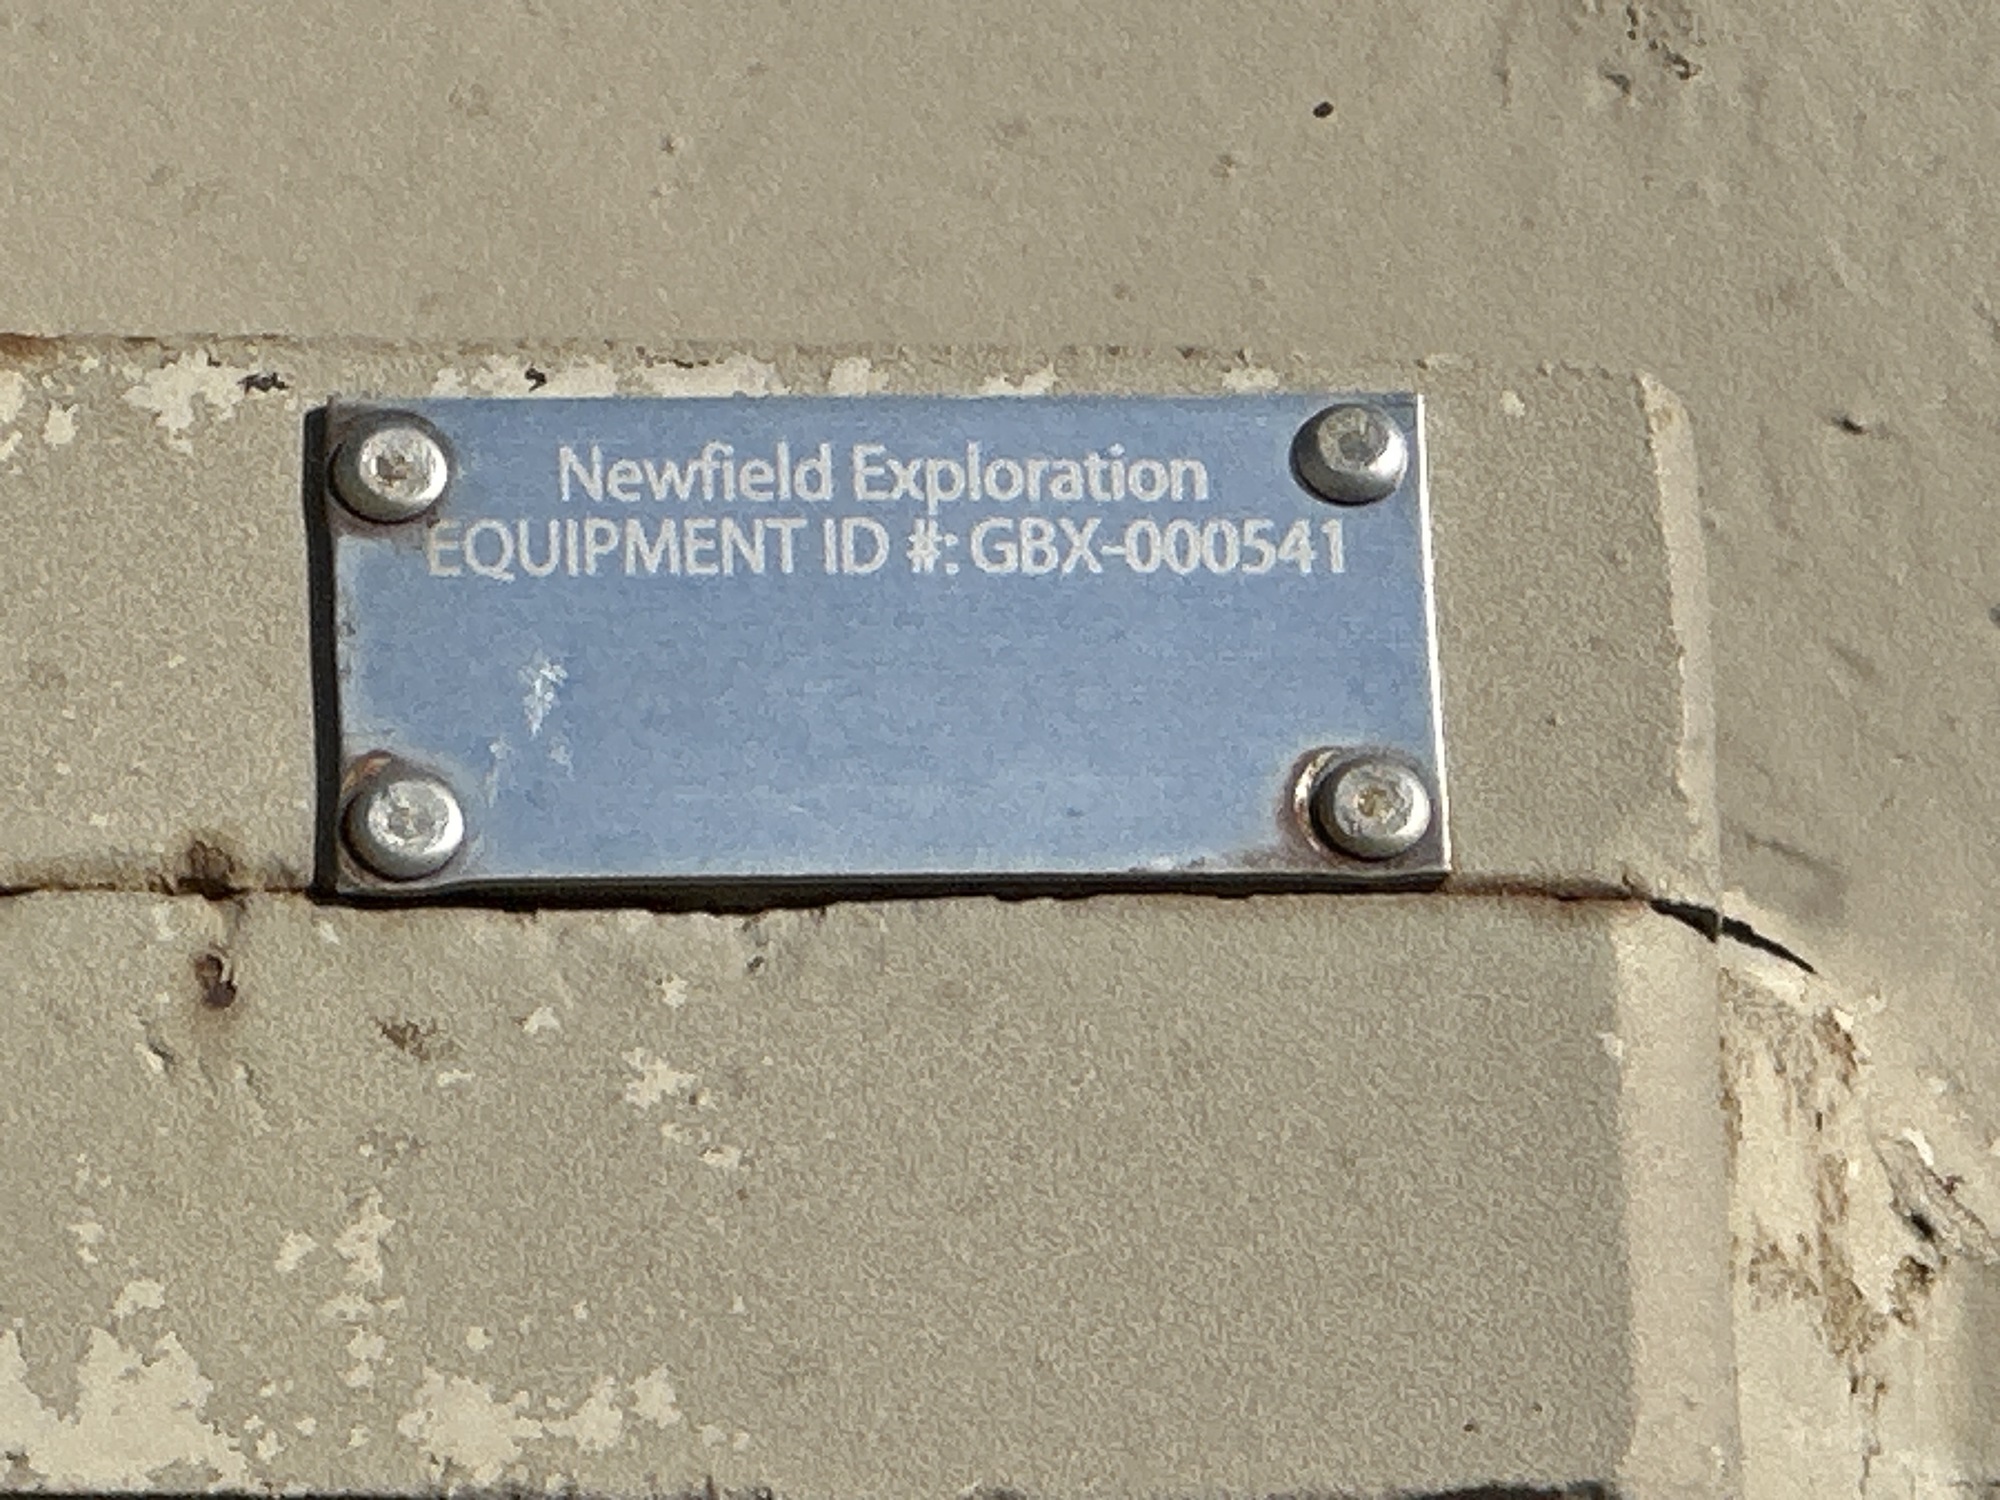 Newfield Exploration
EQUIPMENT ID #: GBX-000541